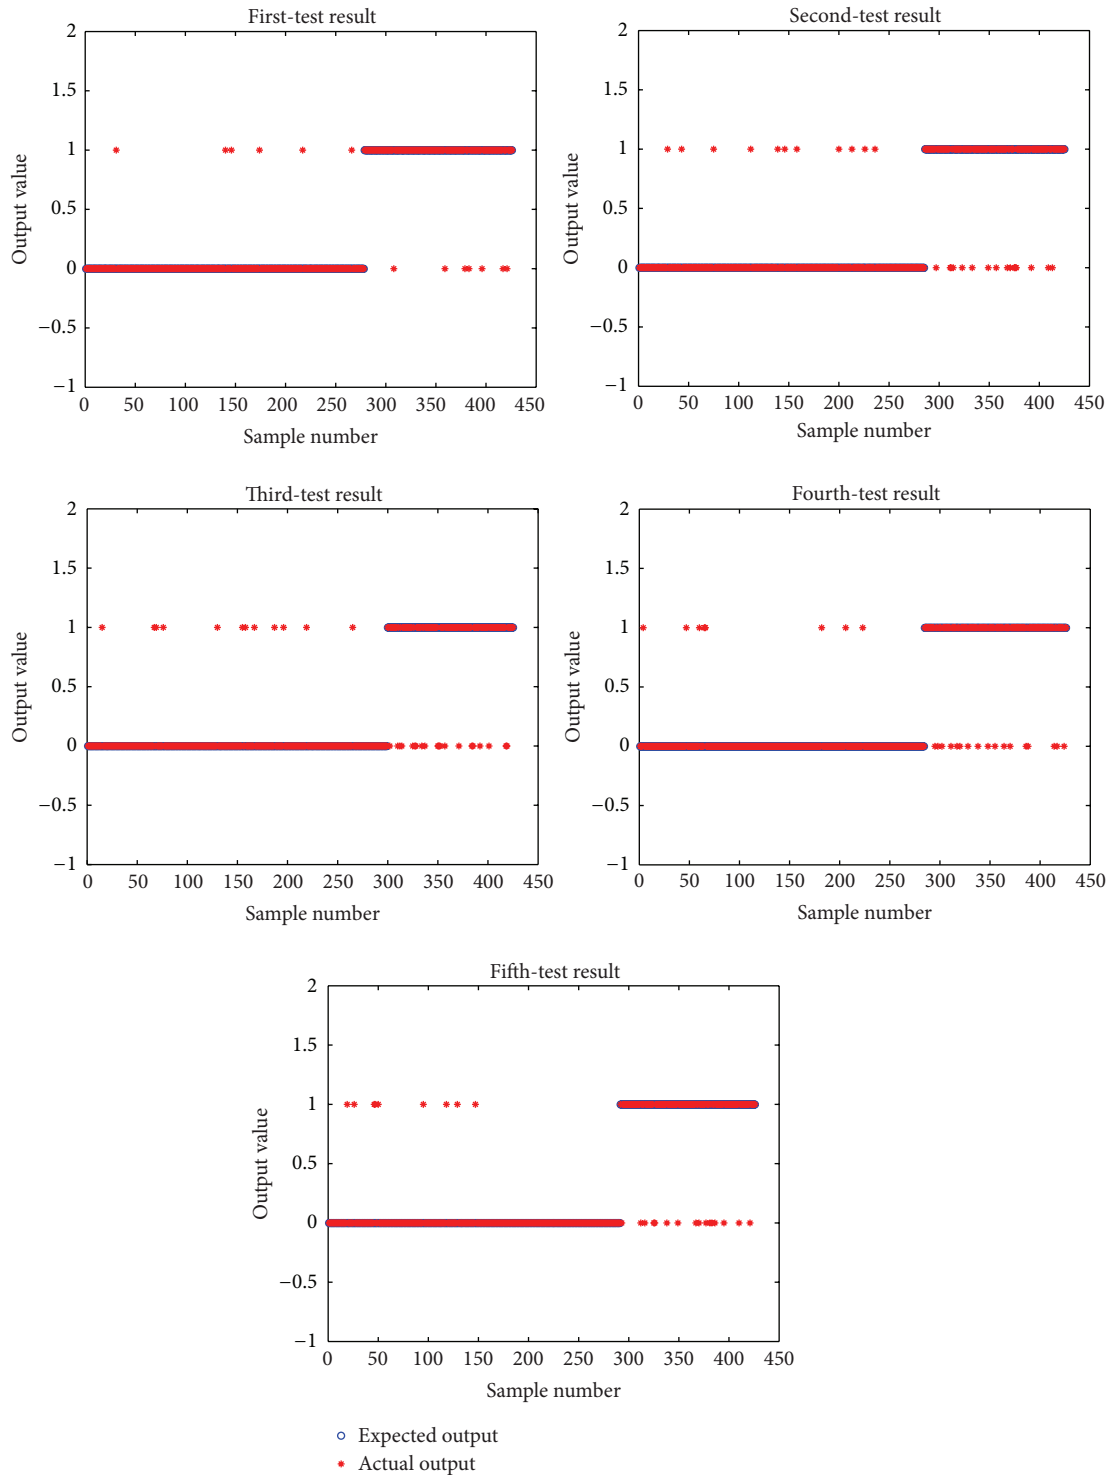 First-test result
2
1.5
1
0.5
0
−0.5
−1
Output value
0 50 100 150 200 250 300 350 400 450
Sample number
Second-test result
2
1.5
1
0.5
0
−0.5
−1
Output value
0 50 100 150 200 250 300 350 400 450
Sample number
Third-test result
2
1.5
1
0.5
0
−0.5
−1
Output value
0 50 100 150 200 250 300 350 400 450
Sample number
Fourth-test result
2
1.5
1
0.5
0
−0.5
−1
Output value
0 50 100 150 200 250 300 350 400 450
Sample number
Fifth-test result
2
1.5
1
0.5
0
−0.5
−1
Output value
0 50 100 150 200 250 300 350 400 450
Sample number
Expected output
Actual output